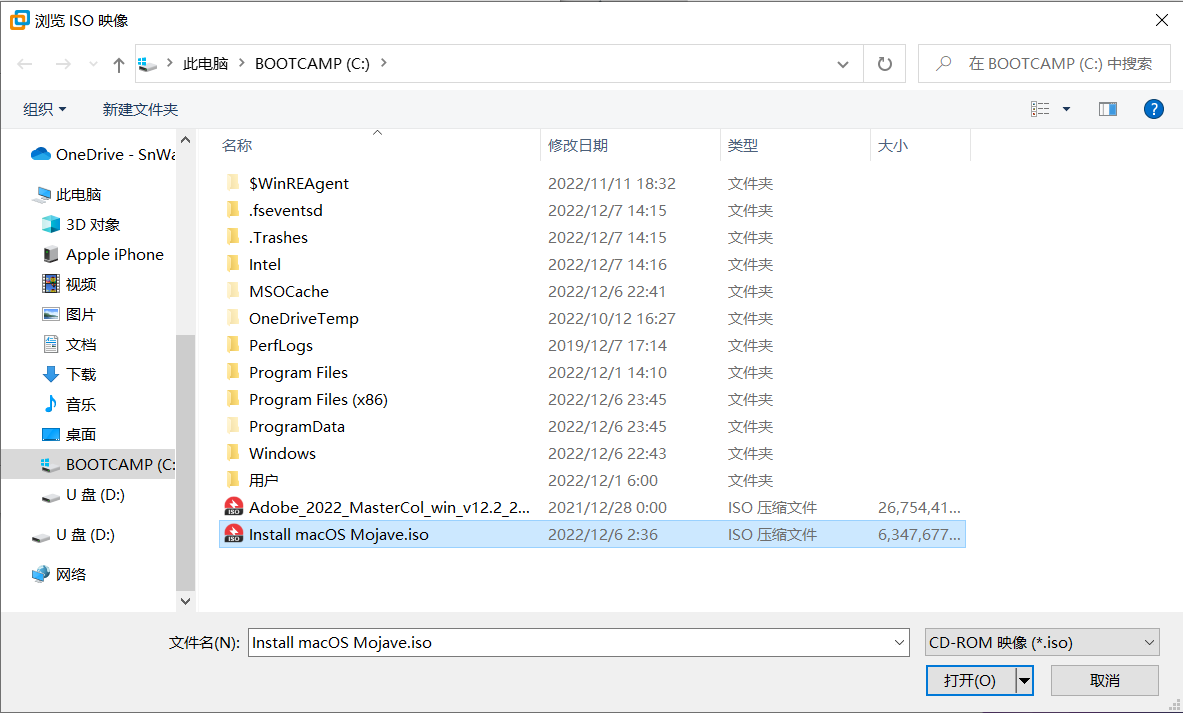 浏览 ISO 映像
此电脑 BOOTCAMP (C:)
在 BOOTCAMP (C:) 中搜索
组织 新建文件夹
名称 修改日期 类型 大小
OneDrive - SnWa
此电脑
3D 对象
Apple iPhone
视频
图片
文档
下载
音乐
桌面
BOOTCAMP (C:
U 盘 (D:)
U 盘 (D:)
网络
$WinREAgent 2022/11/11 18:32 文件夹
.fseventsd 2022/12/7 14:15 文件夹
.Trashes 2022/12/7 14:15 文件夹
Intel 2022/12/7 14:16 文件夹
MSOCache 2022/12/6 22:41 文件夹
OneDriveTemp 2022/10/12 16:27 文件夹
PerfLogs 2019/12/7 17:14 文件夹
Program Files 2022/12/1 14:10 文件夹
Program Files (x86) 2022/12/6 23:45 文件夹
ProgramData 2022/12/6 23:45 文件夹
Windows 2022/12/6 22:43 文件夹
用户 2022/12/1 6:00 文件夹
Adobe_2022_MasterCol_win_v12.2_2... 2021/12/28 0:00 ISO 压缩文件 26,754,41...
Install macOS Mojave.iso 2022/12/6 2:36 ISO 压缩文件 6,347,677...
文件名(N): Install macOS Mojave.iso CD-ROM 映像 (*.iso)
打开(O) 取消